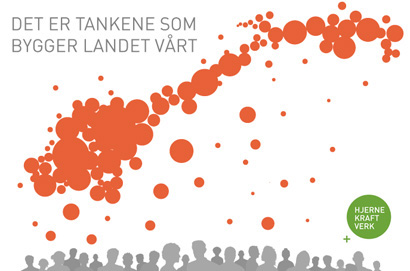 DET ER TANKENE SOM
BYGGER LANDET VÅRT
HJERNE
KRAFT
VERK
+